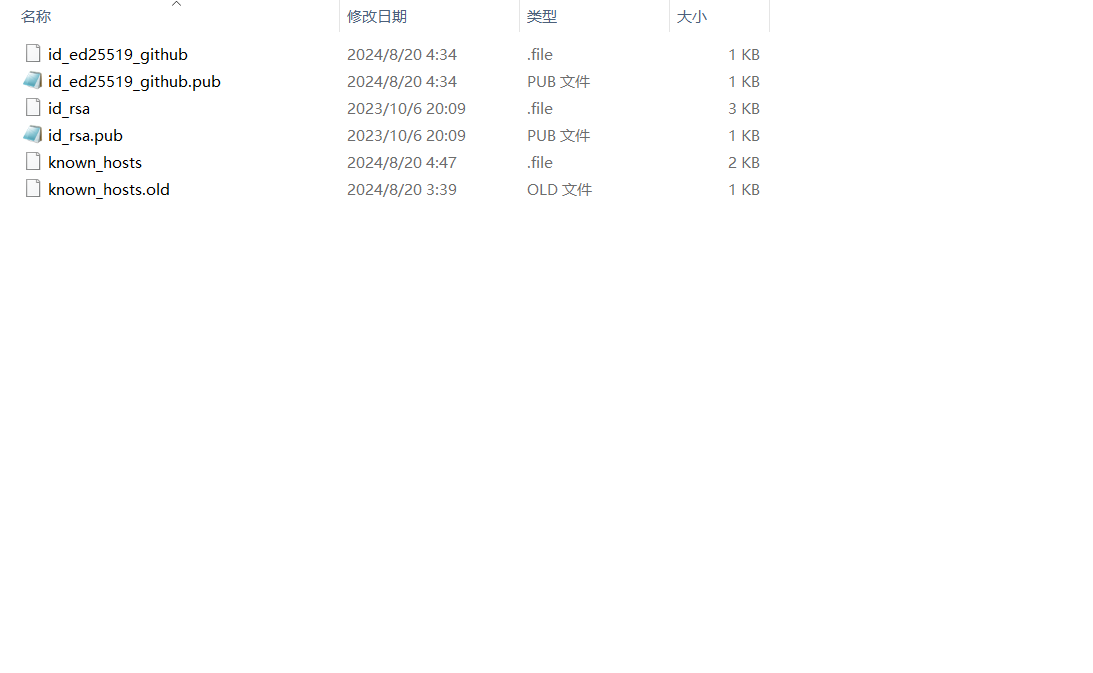 名称 修改日期 类型 大小
id_ed25519_github 2024/8/20 4:34 .file 1 KB
id_ed25519_github.pub 2024/8/20 4:34 PUB 文件 1 KB
id_rsa 2023/10/6 20:09 .file 3 KB
id_rsa.pub 2023/10/6 20:09 PUB 文件 1 KB
known_hosts 2024/8/20 4:47 .file 2 KB
known_hosts.old 2024/8/20 3:39 OLD 文件 1 KB